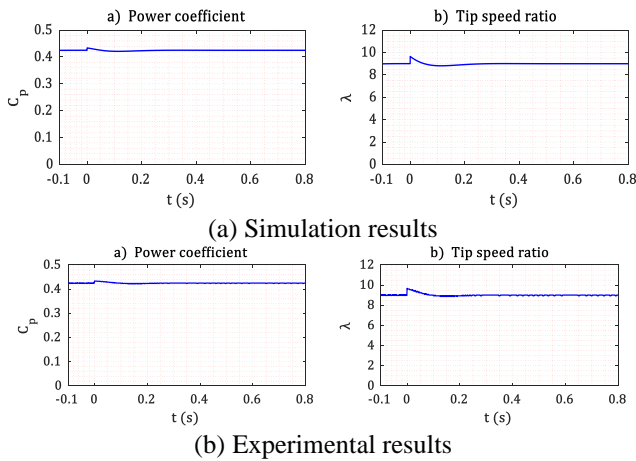 a) Power coefficient
b) Tip speed ratio
0.5
0.4
0.3
0.2
0.1
0
C_p
-0.1 0 0.2 0.4 0.6 0.8
t (s)
12
10
8
6
4
2
0
λ
-0.1 0 0.2 0.4 0.6 0.8
t (s)
(a) Simulation results
a) Power coefficient
b) Tip speed ratio
0.5
0.4
0.3
0.2
0.1
0
C_p
-0.1 0 0.2 0.4 0.6 0.8
t (s)
12
10
8
6
4
2
0
λ
-0.1 0 0.2 0.4 0.6 0.8
t (s)
(b) Experimental results